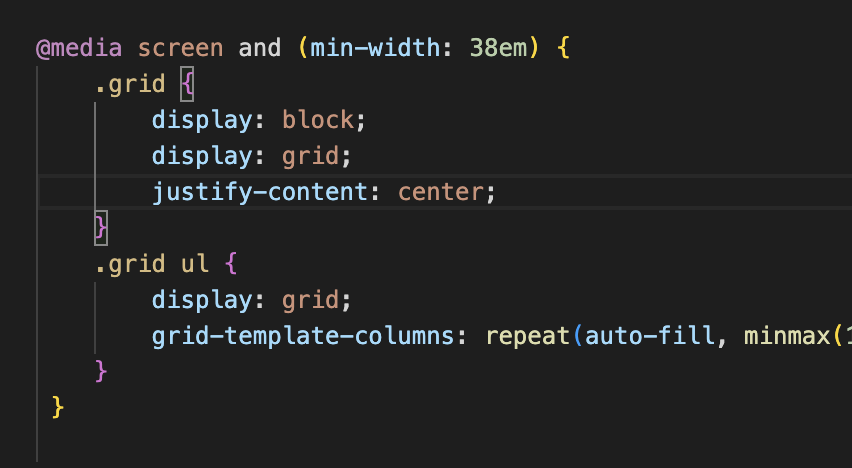 @media screen and (min-width: 38em) {
.grid {
display: block;
display: grid;
justify-content: center;
}
.grid ul {
display: grid;
grid-template-columns: repeat(auto-fill, minmax(1
}
}